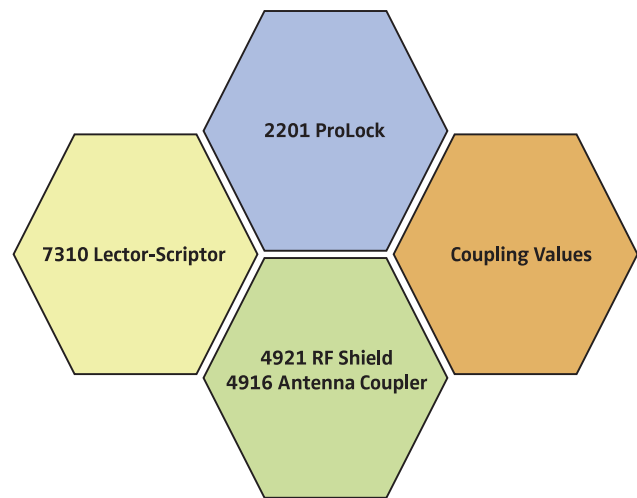 2201 ProLock
7310 Lector-Scriptor
Coupling Values
4921 RF Shield
4916 Antenna Coupler